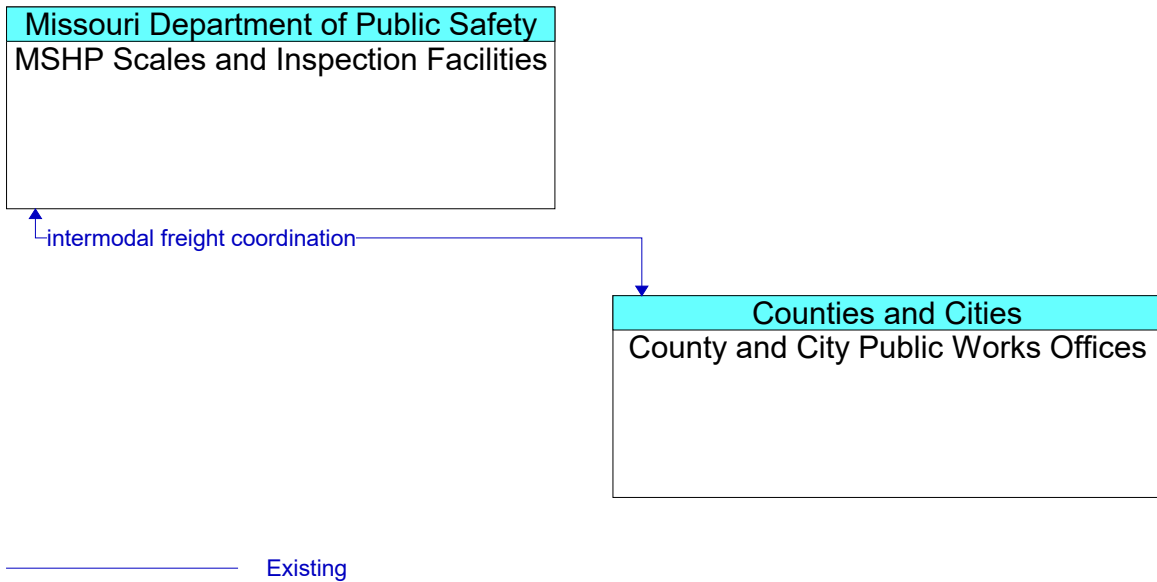 Missouri Department of Public Safety
MSHP Scales and Inspection Facilities
intermodal freight coordination
Counties and Cities
County and City Public Works Offices
Existing